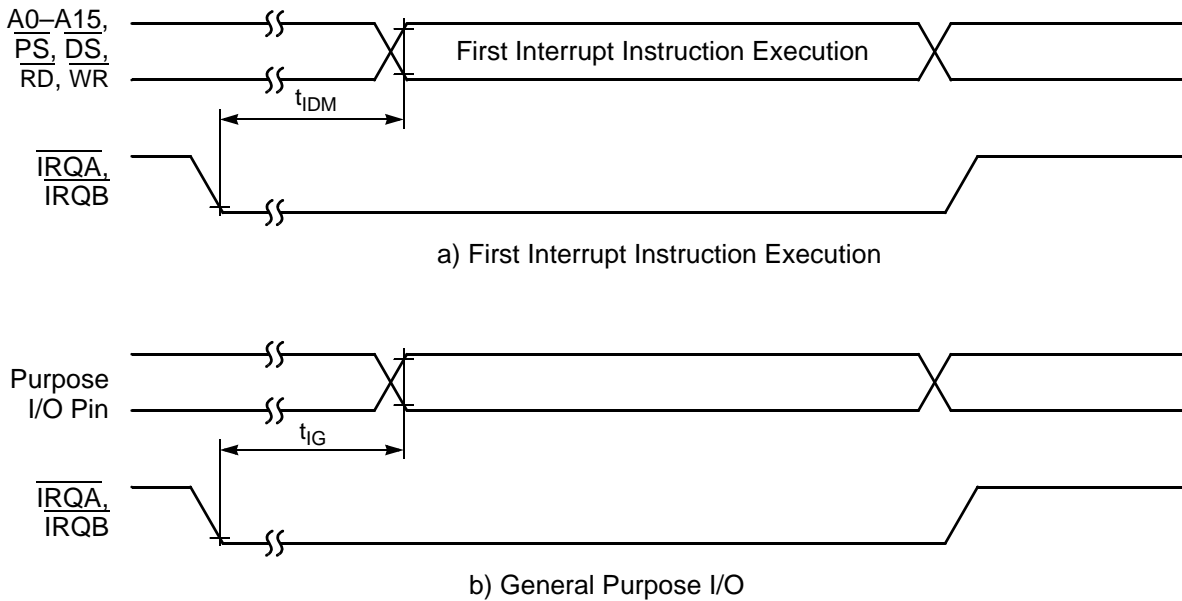 A0–A15,
PS, DS,
RD, WR
First Interrupt Instruction Execution
tIDM
IRQA,
IRQB
a) First Interrupt Instruction Execution
Purpose
I/O Pin
tIG
IRQA,
IRQB
b) General Purpose I/O